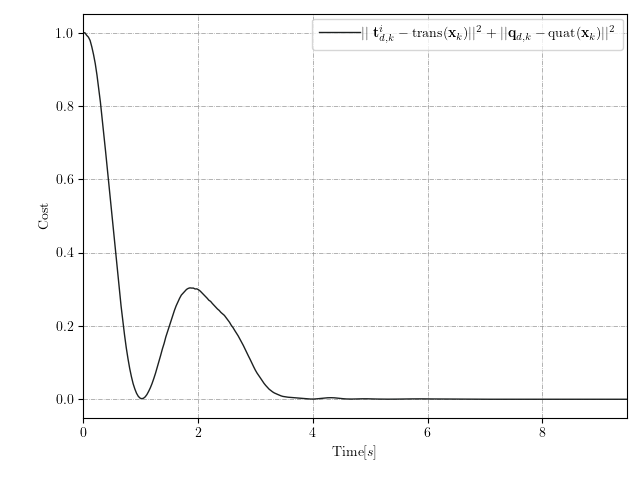 || t^i_{d,k} − trans(x_k)||^2 + ||q_{d,k} − quat(x_k)||^2
1.0
0.8
0.6
0.4
0.2
0.0
Cost
0 2 4 6 8
Time[s]